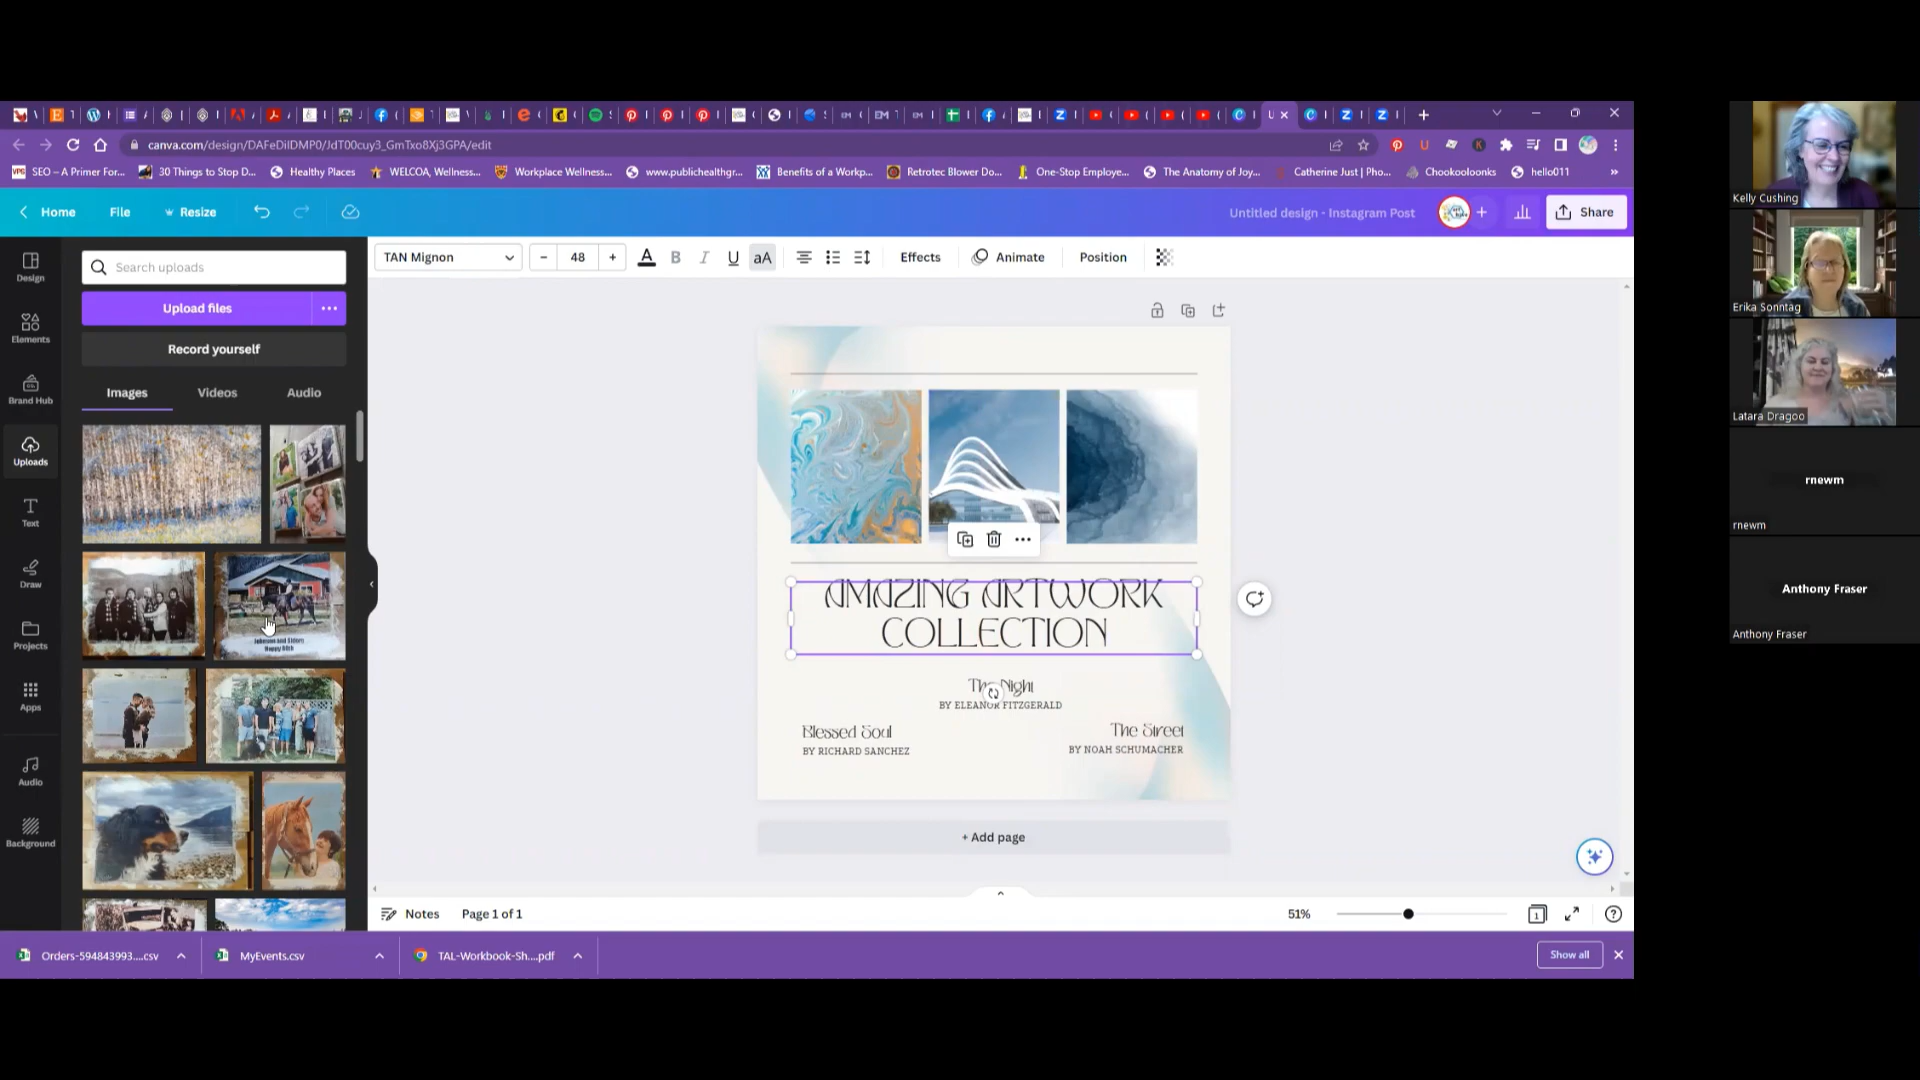 canva.com/design/DAFeDilDMP0/JdT00cuy3_GmTxo8Xj3GPA/edit
SEO – A Primer For...
30 Things to Stop D...
Healthy Places
WELCOA, Wellness...
Workplace Wellness...
www.publichealthgr...
Benefits of a Workp...
Retrotec Blower Do...
One-Stop Employe...
The Anatomy of Joy,...
Catherine Just | Pho...
Chookooloonks
hello011
»
Home
File
Resize
Untitled design - Instagram Post
Share
TAN Mignon
48
A
B
I
U
aA
Effects
Animate
Position
Design
Elements
Brand Hub
Uploads
Text
Draw
Projects
Apps
Audio
Background
Search uploads
Upload files
Record yourself
Images
Videos
Audio
AMAZING ARTWORK
COLLECTION
The Night
BY ELEANOR FITZGERALD
Blessed Soul
BY RICHARD SANCHEZ
The Street
BY NOAH SCHUMACHER
+ Add page
Notes
Page 1 of 1
51%
1
Orders-594843993....csv
MyEvents.csv
TAL-Workbook-Sh....pdf
Show all
Kelly Cushing
Erika Sonntag
Latara Dragoo
rnewm
rnewm
Anthony Fraser
Anthony Fraser